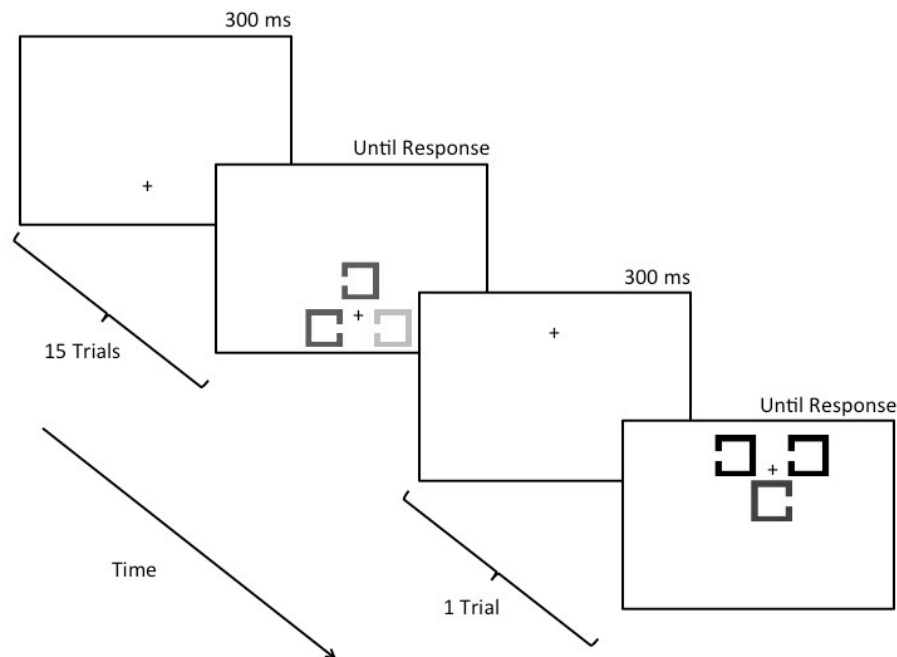 300 ms
Until Response
300 ms
15 Trials
Until Response
Time
1 Trial